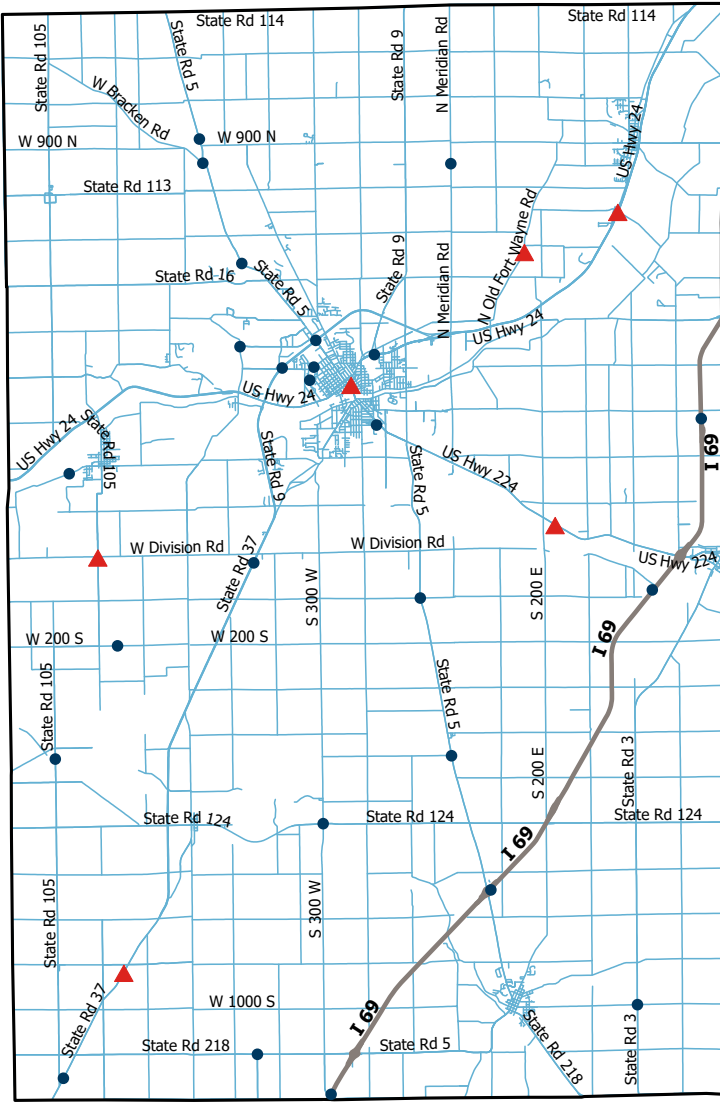 State Rd 114
State Rd 114
State Rd 105
State Rd 5
State Rd 9
N Meridian Rd
W Bracken Rd
US Hwy 24
W 900 N
W 900 N
State Rd 113
N Old Fort Wayne Rd
State Rd 9
N Meridian Rd
State Rd 16
State Rd 5
US Hwy 24
US Hwy 24
US Hwy 24
State Rd 105
State Rd 9
State Rd 5
US Hwy 224
I 69
W Division Rd
W Division Rd
US Hwy 224
State Rd 37
S 300 W
S 200 E
W 200 S
W 200 S
I 69
State Rd 105
State Rd 5
S 200 E
State Rd 3
State Rd 124
State Rd 124
State Rd 124
I 69
State Rd 105
S 300 W
W 1000 S
I 69
State Rd 37
State Rd 218
State Rd 5
State Rd 218
State Rd 3